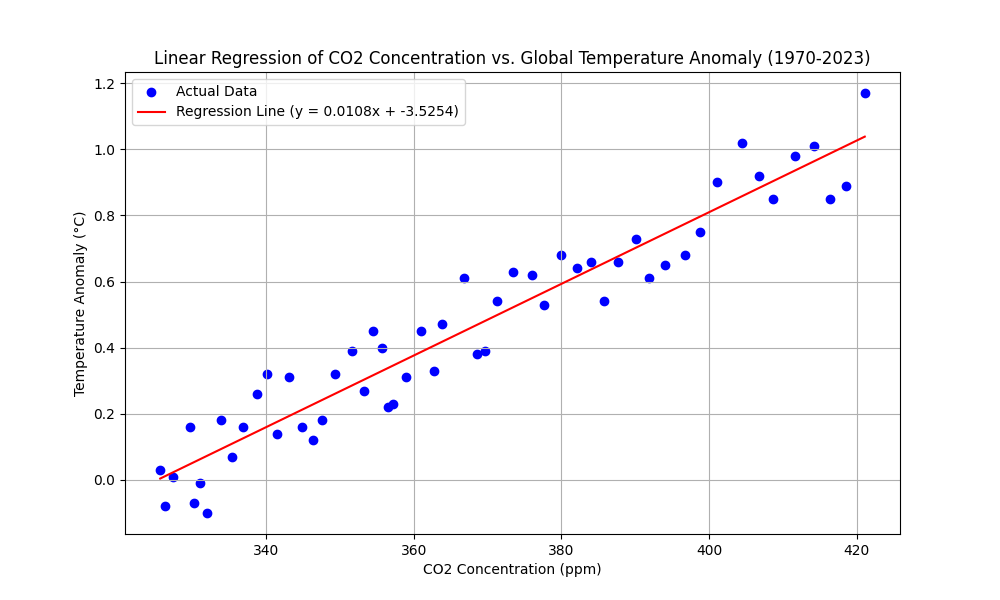 Linear Regression of CO2 Concentration vs. Global Temperature Anomaly (1970-2023)
Actual Data
Regression Line (y = 0.0108x + -3.5254)
Temperature Anomaly (°C)
1.2
1.0
0.8
0.6
0.4
0.2
0.0
340
360
380
400
420
CO2 Concentration (ppm)